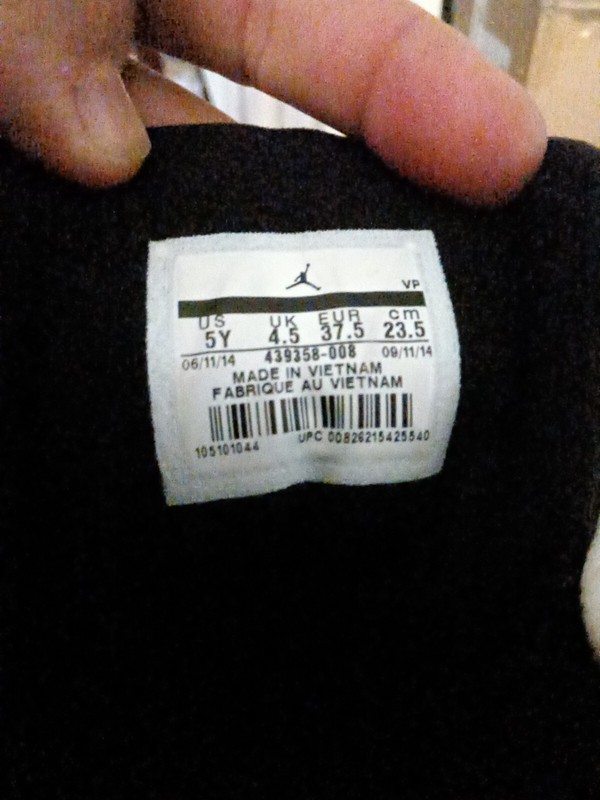 VP
US UK EUR cm
5Y 4.5 37.5 23.5
06/11/14 439358-008 09/11/14
MADE IN VIETNAM
FABRIQUE AU VIETNAM
105101044 UPC 00826215425540